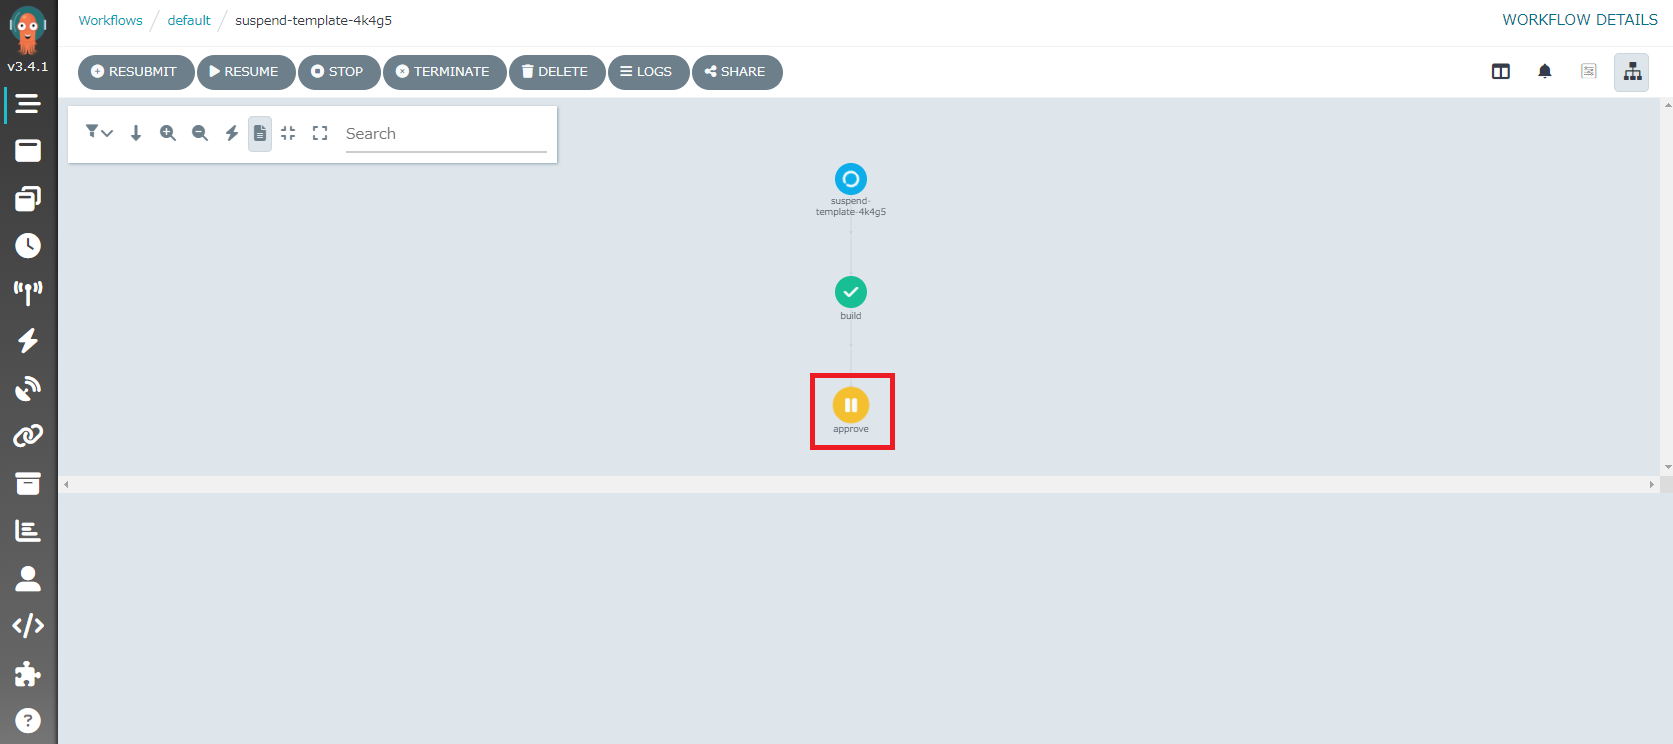 Workflows / default / suspend-template-4k4g5
WORKFLOW DETAILS
v3.4.1
RESUBMIT RESUME STOP TERMINATE DELETE LOGS SHARE
Search
suspend-
template-4k4g5
build
approve